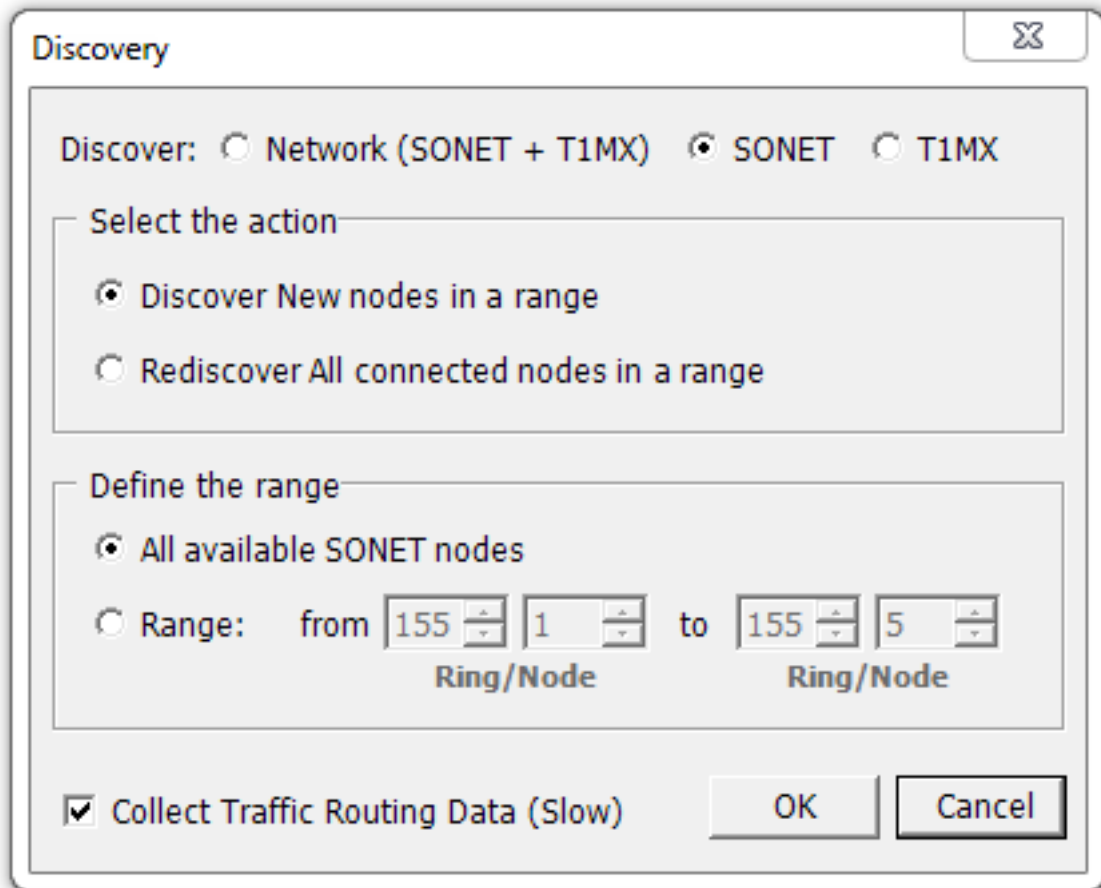 Discovery
Discover: Network (SONET + T1MX) SONET T1MX
Select the action
Discover New nodes in a range
Rediscover All connected nodes in a range
Define the range
All available SONET nodes
Range: from 155 1 to 155 5
Ring/Node Ring/Node
Collect Traffic Routing Data (Slow) OK Cancel